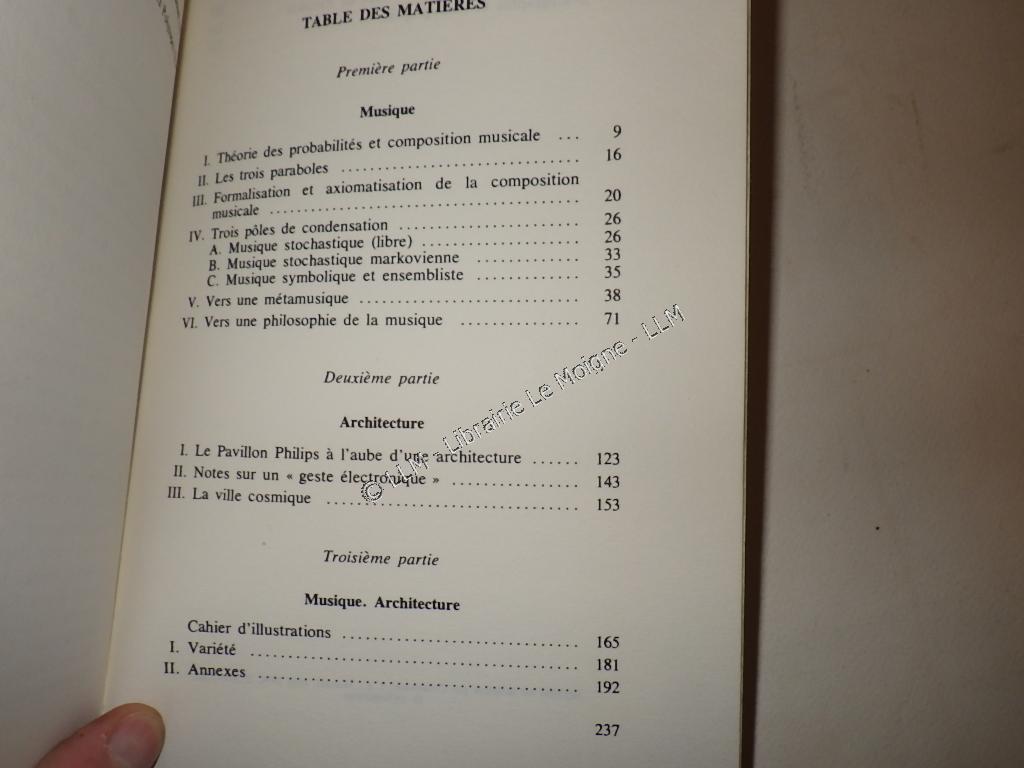 TABLE DES MATIÈRES
Première partie
Musique
I. Théorie des probabilités et composition musicale ... 9
II. Les trois paraboles ................................ 16
III. Formalisation et axiomatisation de la composition
musicale ........................................ 20
IV. Trois pôles de condensation ........................ 26
A. Musique stochastique (libre) ................... 26
B. Musique stochastique markovienne ............. 33
C. Musique symbolique et ensembliste ............ 35
V. Vers une métamusique ............................ 38
VI. Vers une philosophie de la musique ............... 71
Deuxième partie
Architecture
I. Le Pavillon Philips à l'aube d'une architecture ...... 123
II. Notes sur un « geste électronique » ................ 143
III. La ville cosmique ................................ 153
Troisième partie
Musique. Architecture
Cahier d'illustrations .............................. 165
I. Variété .......................................... 181
II. Annexes ......................................... 192
237
© LLM - Librairie Le Moigne - LLM